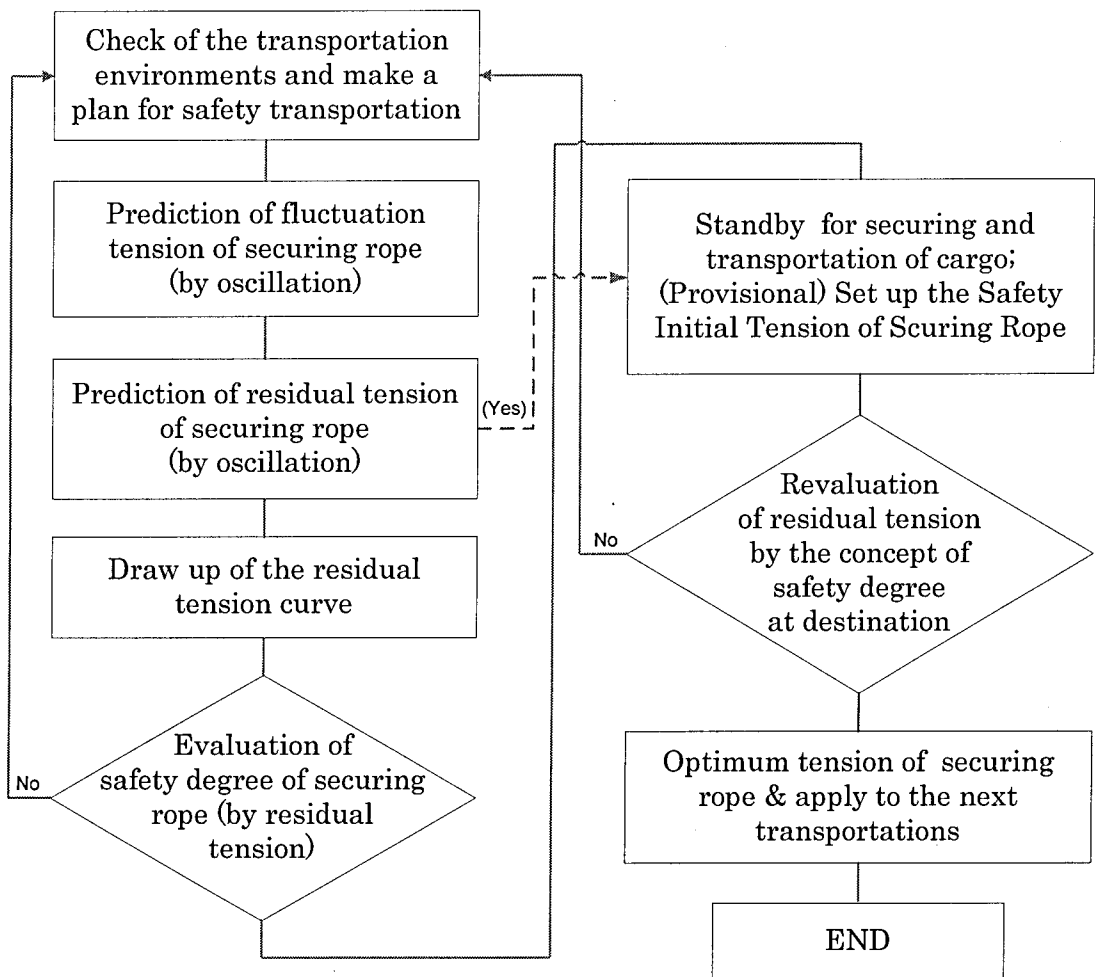 Check of the transportation
environments and make a
plan for safety transportation
Prediction of fluctuation
tension of securing rope
(by oscillation)
Prediction of residual tension
of securing rope
(by oscillation)
(Yes)
Draw up of the residual
tension curve
Evaluation of
safety degree of securing
rope (by residual
tension)
No
Standby for securing and
transportation of cargo;
(Provisional) Set up the Safety
Initial Tension of Scuring Rope
Revaluation
of residual tension
by the concept of
safety degree
at destination
No
Optimum tension of securing
rope & apply to the next
transportations
END